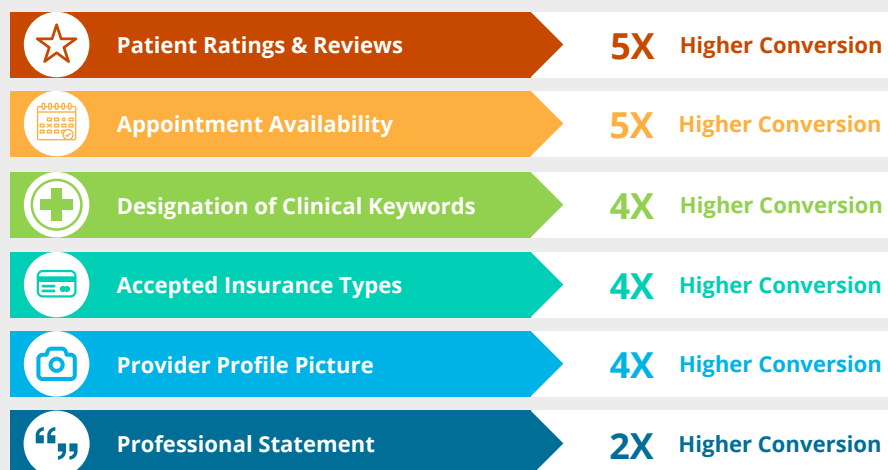 Patient Ratings & Reviews 5X Higher Conversion
Appointment Availability 5X Higher Conversion
Designation of Clinical Keywords 4X Higher Conversion
Accepted Insurance Types 4X Higher Conversion
Provider Profile Picture 4X Higher Conversion
Professional Statement 2X Higher Conversion